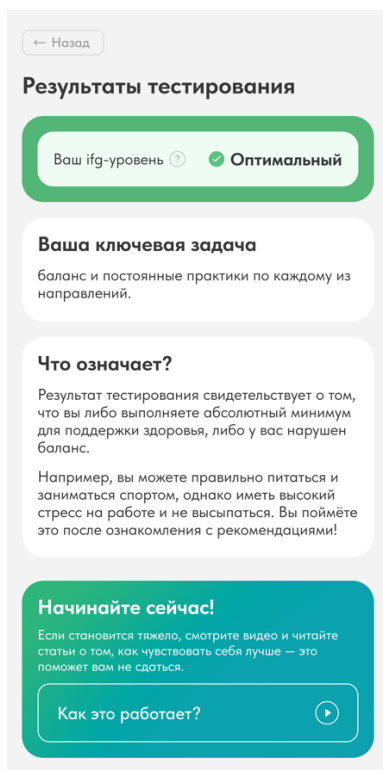 ← Назад
Результаты тестирования
Ваш ifg-уровень ? Оптимальный
Ваша ключевая задача
баланс и постоянные практики по каждому из
направлений.
Что означает?
Результат тестирования свидетельствует о том,
что вы либо выполняете абсолютный минимум
для поддержки здоровья, либо у вас нарушен
баланс.
Например, вы можете правильно питаться и
заниматься спортом, однако иметь высокий
стресс на работе и не высыпаться. Вы поймёте
это после ознакомления с рекомендациями!
Начинайте сейчас!
Если становится тяжело, смотрите видео и читайте
статьи о том, как чувствовать себя лучше — это
поможет вам не сдаться.
Как это работает?